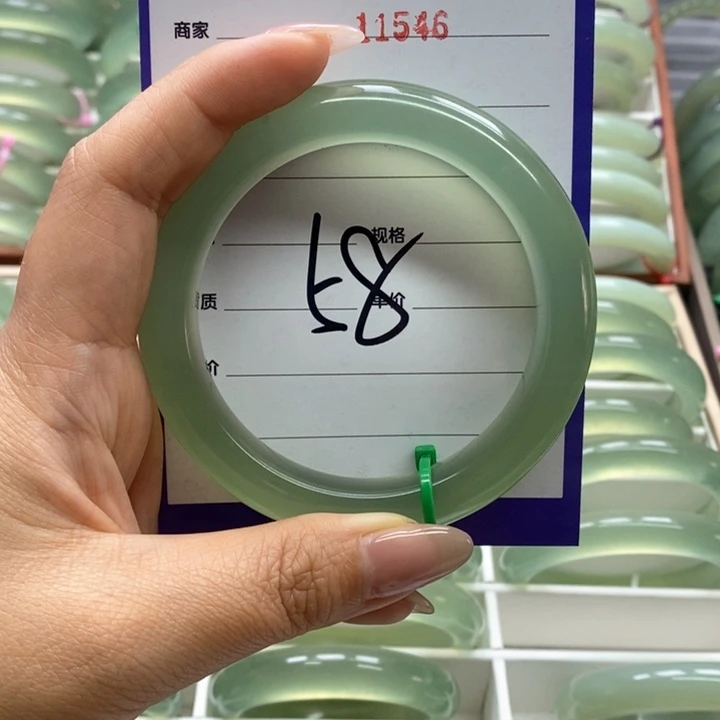 商家 11546
规格
58
质 单价
价